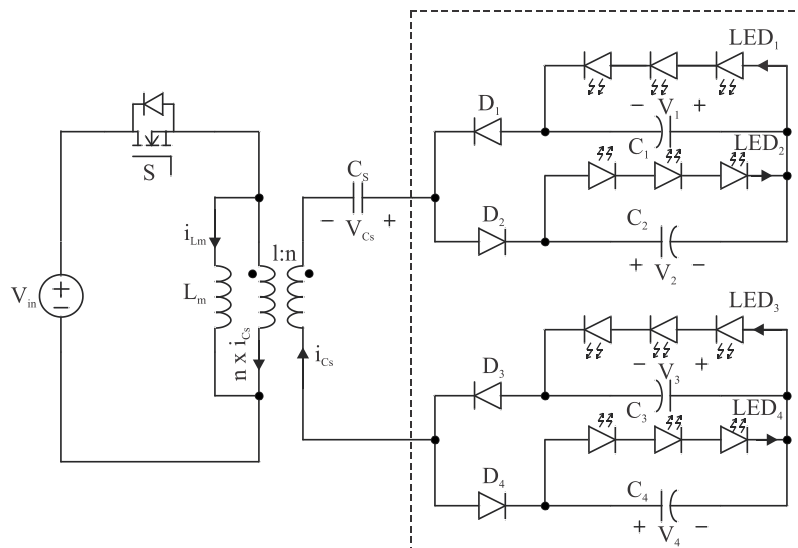 LED1
− V1 +
D1
C1
LED2
S
CS
− VCs +
D2
C2
+ V2 −
iLm
1:n
Vin
+
−
Lm
n x iCs
iCs
LED3
− V3 +
D3
C3
LED4
D4
C4
+ V4 −